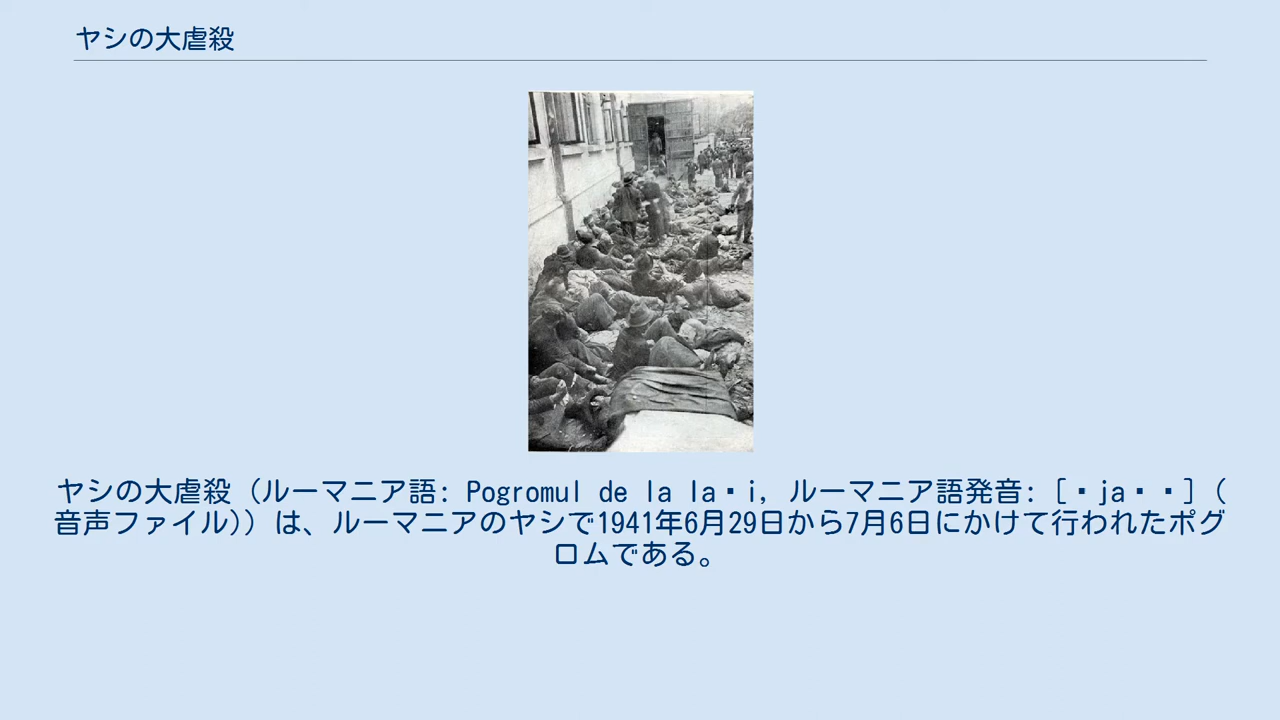 ヤシの大虐殺
ヤシの大虐殺（ルーマニア語: Pogromul de la Ia▪i, ルーマニア語発音: [▪ja▪▪]（
音声ファイル)）は、ルーマニアのヤシで1941年6月29日から7月6日にかけて行われたポグ
ロムである。